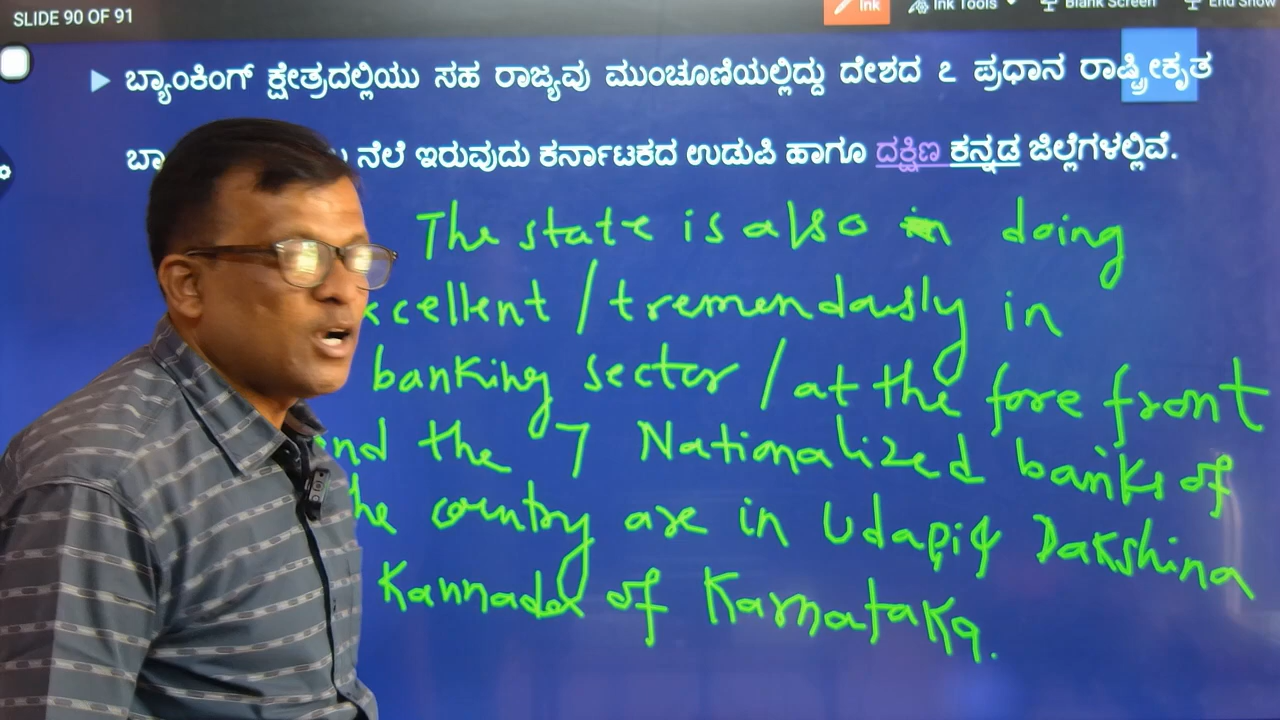 SLIDE 90 OF 91
Ink Ink Tools Blank Screen End Show
ಬ್ಯಾಂಕಿಂಗ್ ಕ್ಷೇತ್ರದಲ್ಲಿಯು ಸಹ ರಾಜ್ಯವು ಮುಂಚೂಣಿಯಲ್ಲಿದ್ದು ದೇಶದ ೭ ಪ್ರಧಾನ ರಾಷ್ಟ್ರೀಕೃತ
ನೆಲೆ ಇರುವುದು ಕರ್ನಾಟಕದ ಉಡುಪಿ ಹಾಗೂ ದಕ್ಷಿಣ ಕನ್ನಡ ಜಿಲ್ಲೆಗಳಲ್ಲಿವೆ.
The state is also doing
xcellent / tremendously in
banking sector / at the fore front
nd the 7 Nationalized banks of
he country are in Udapi & Dakshina
Kannada of Karnataka.